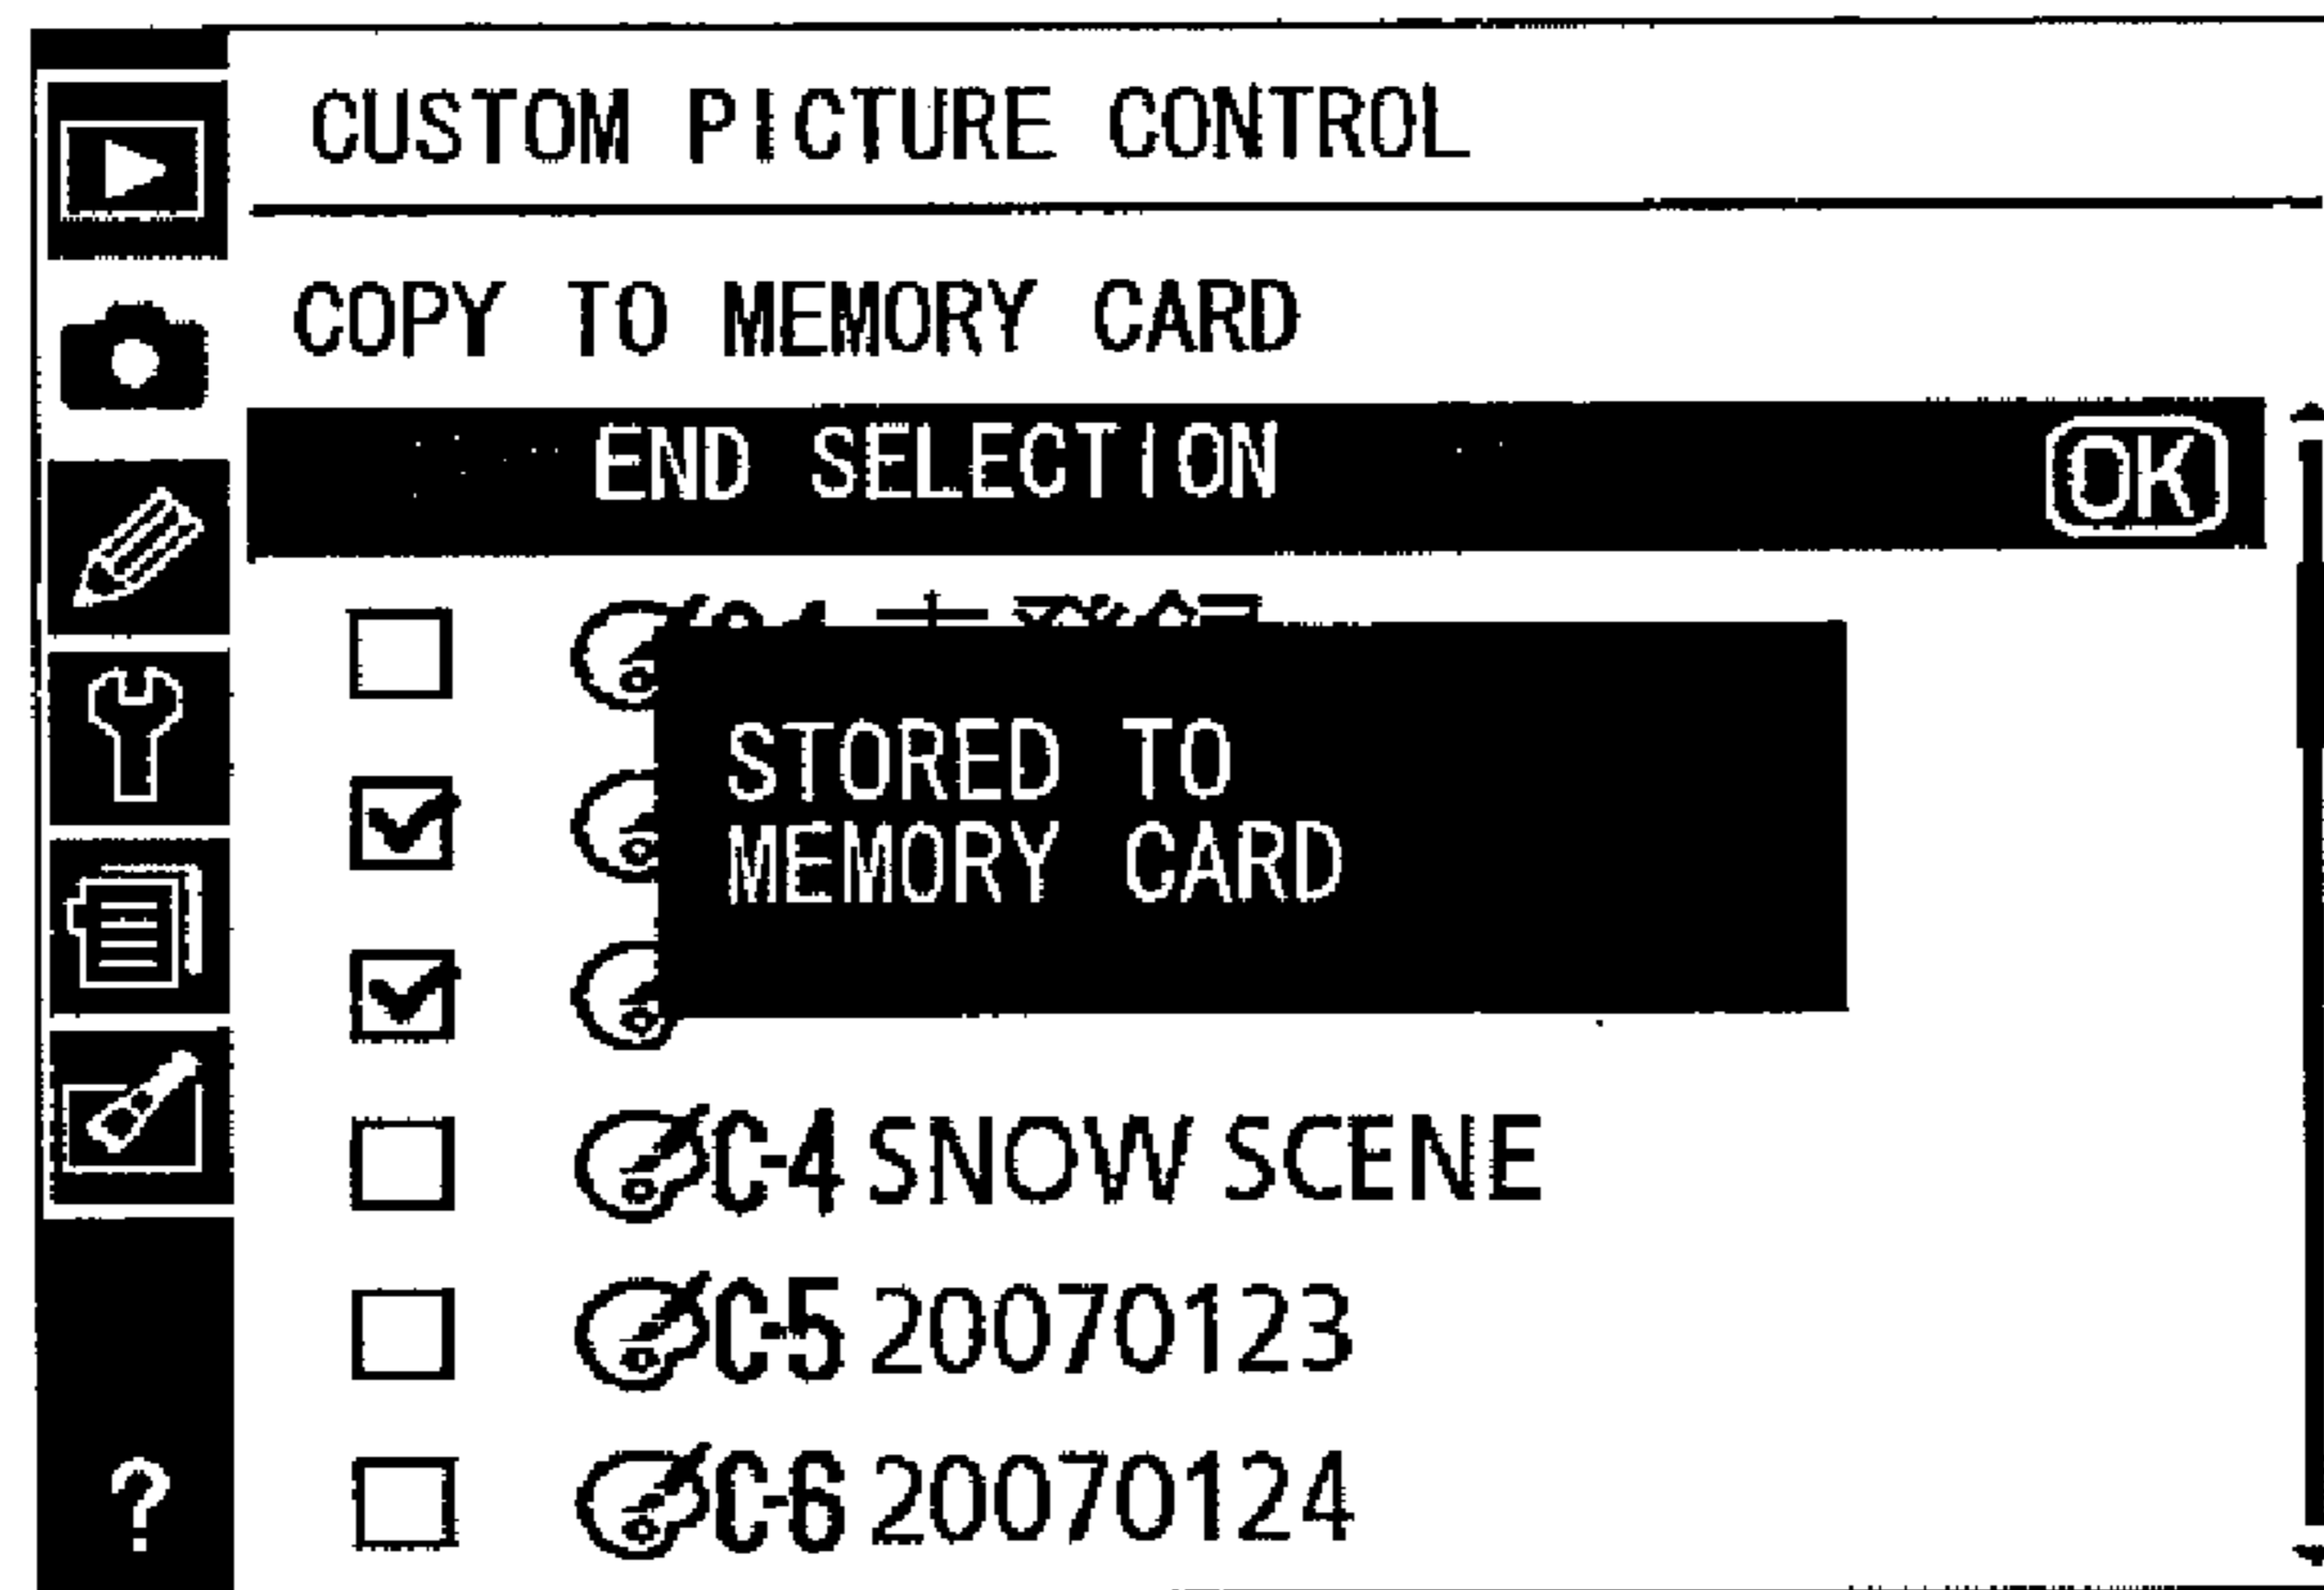 CUSTOM PICTURE CONTROL
COPY TO MEMORY CARD
END SELECTION OK
STORED TO
MEMORY CARD
C-4 SNOW SCENE
C-5 20070123
C-6 20070124
?